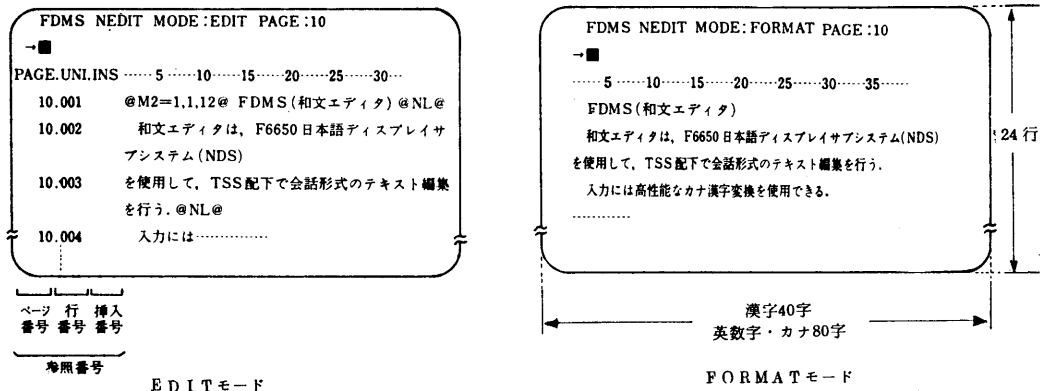 FDMS NEDIT MODE:EDIT PAGE:10
→■
PAGE.UNI.INS ······5······10······15······20······25······30···
10.001 @M2=1,1,12@ FDMS(和文エディタ)@NL@
10.002 和文エディタは,F6650日本語ディスプレイサ
ブシステム(NDS)
10.003 を使用して,TSS配下で会話形式のテキスト編集
を行う.@NL@
10.004 入力には··············
ページ番号 行番号 挿入番号
参照番号
EDITモード
FDMS NEDIT MODE:FORMAT PAGE:10
→■
······5······10······15······20······25······30······35······
FDMS(和文エディタ)
和文エディタは,F6650日本語ディスプレイサブシステム(NDS)
を使用して,TSS配下で会話形式のテキスト編集を行う.
入力には高性能なカナ漢字変換を使用できる.
············
24行
漢字40字
英数字・カナ80字
FORMATモード